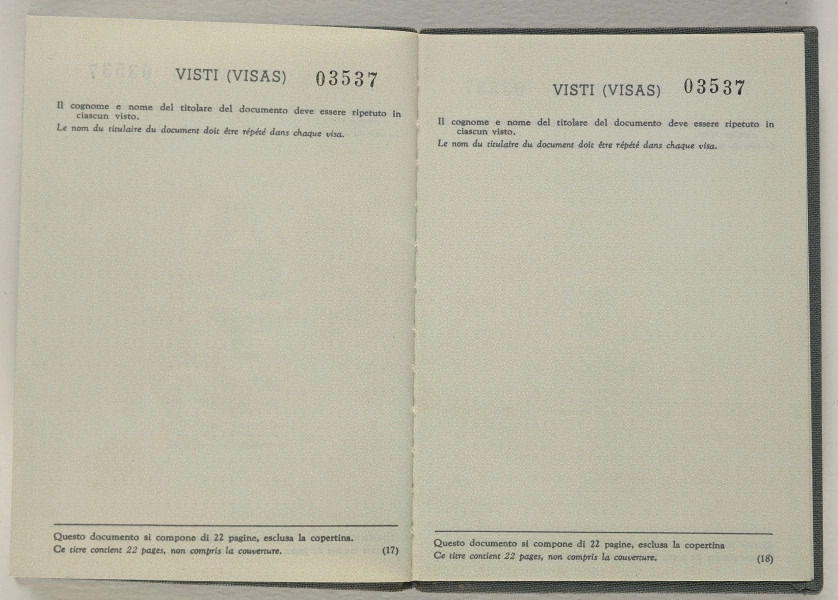 VISTI (VISAS) 03537
Il cognome e nome del titolare del documento deve essere ripetuto in
ciascun visto.
Le nom du titulaire du document doit être répété dans chaque visa.
Questo documento si compone di 22 pagine, esclusa la copertina.
Ce titre contient 22 pages, non compris la couverture. (17)
VISTI (VISAS) 03537
Il cognome e nome del titolare del documento deve essere ripetuto in
ciascun visto.
Le nom du titulaire du document doit être répété dans chaque visa.
Questo documento si compone di 22 pagine, esclusa la copertina
Ce titre contient 22 pages, non compris la couverture. (18)